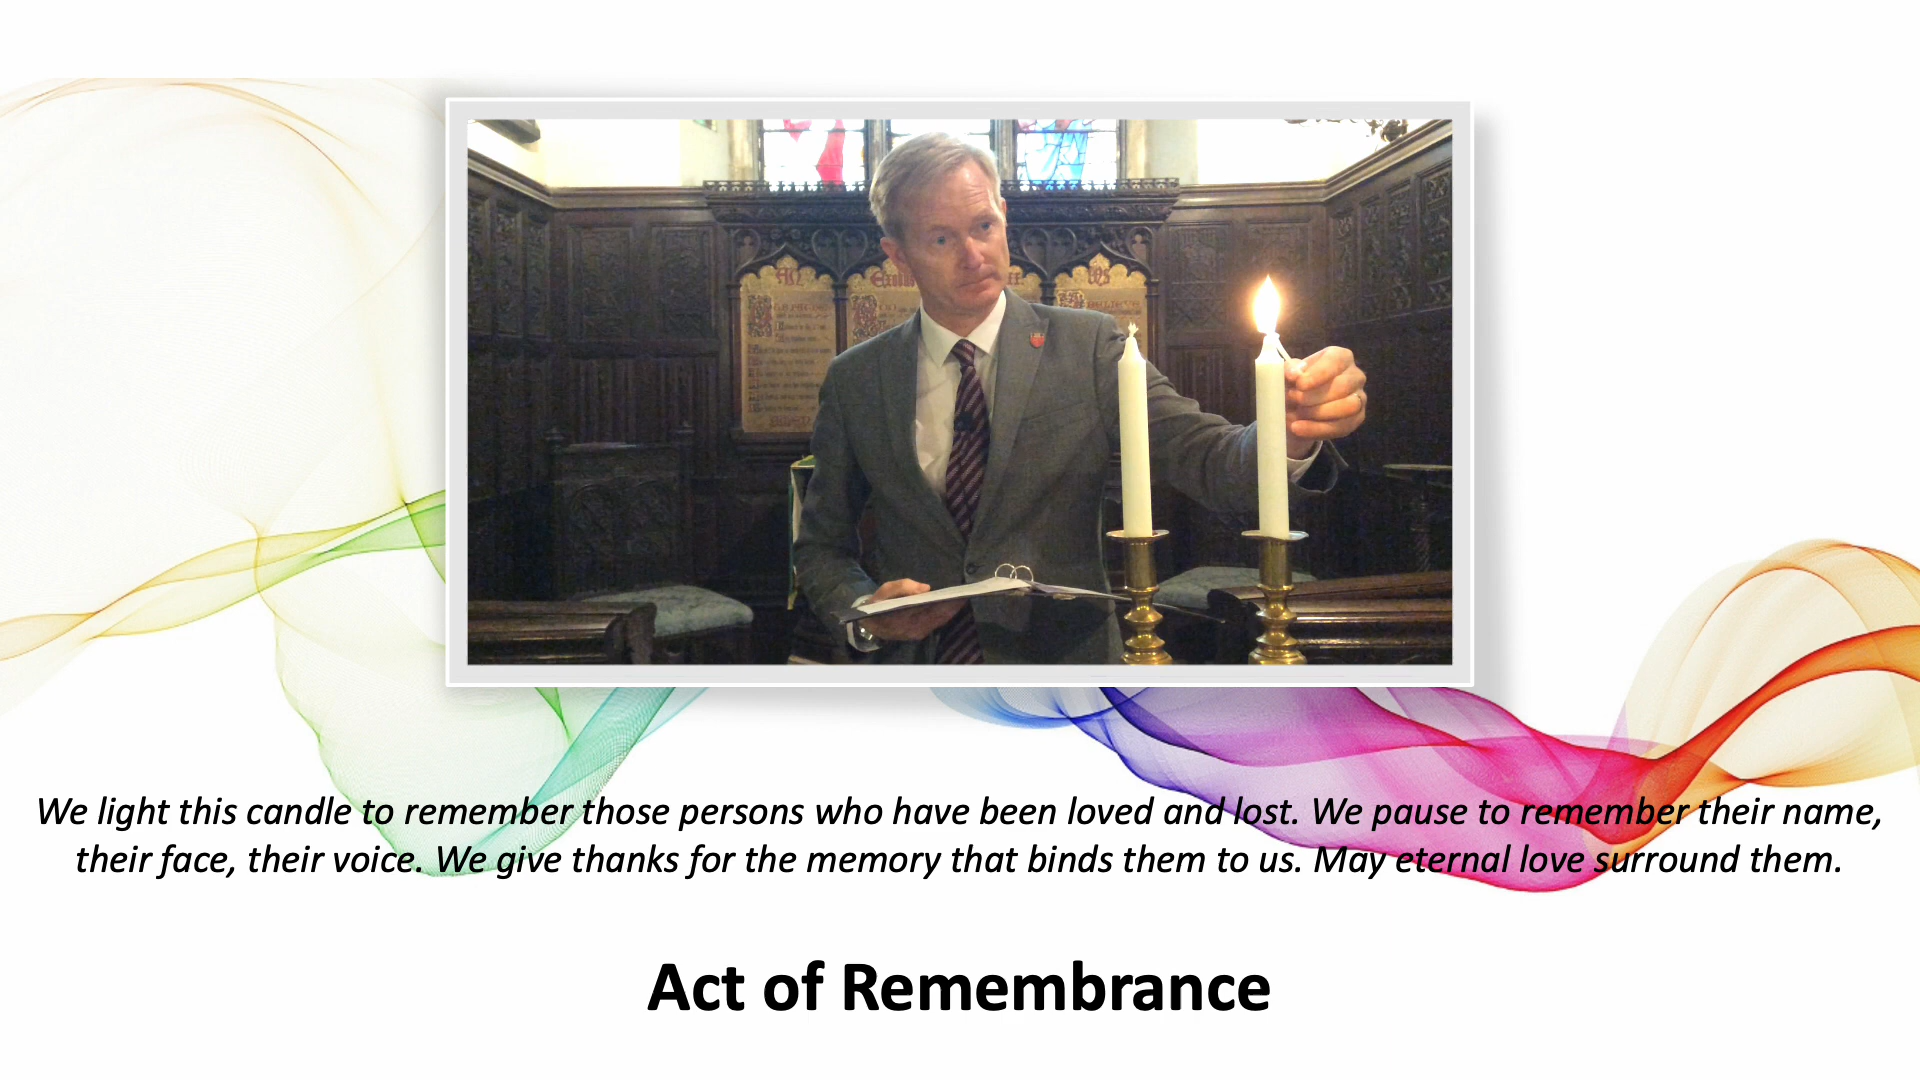 We light this candle to remember those persons who have been loved and lost. We pause to remember their name,
their face, their voice. We give thanks for the memory that binds them to us. May eternal love surround them.
Act of Remembrance